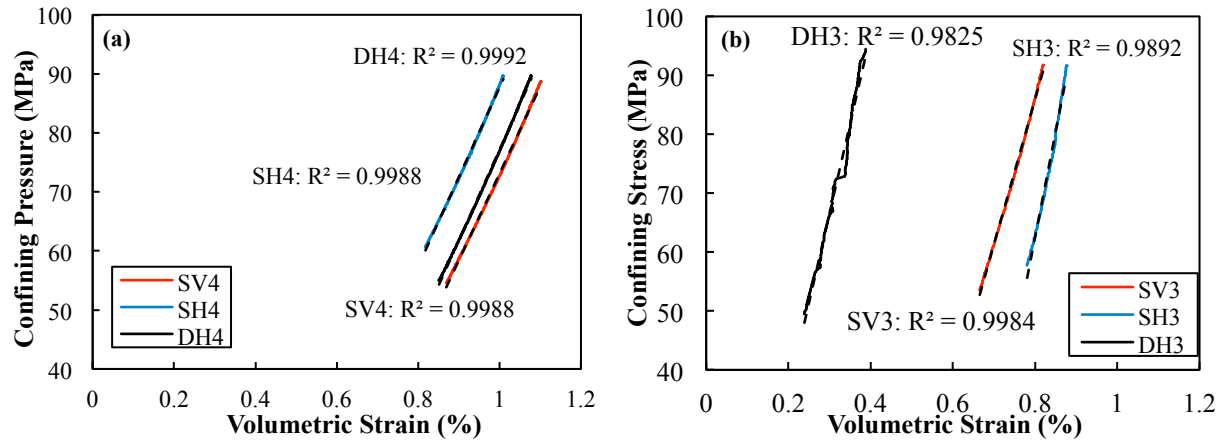 (a)
DH4: R² = 0.9992
SH4: R² = 0.9988
SV4: R² = 0.9988
SV4
SH4
DH4
Confining Pressure (MPa)
100
90
80
70
60
50
40
0 0.2 0.4 0.6 0.8 1 1.2
Volumetric Strain (%)
(b)
DH3: R² = 0.9825
SH3: R² = 0.9892
SV3: R² = 0.9984
SV3
SH3
DH3
Confining Stress (MPa)
100
90
80
70
60
50
40
0 0.2 0.4 0.6 0.8 1 1.2
Volumetric Strain (%)